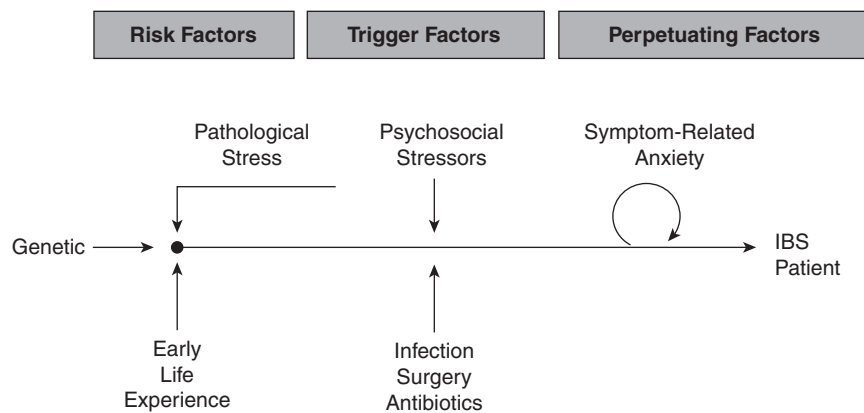 Risk Factors
Trigger Factors
Perpetuating Factors
Pathological
Stress
Psychosocial
Stressors
Symptom-Related
Anxiety
Genetic
IBS
Patient
Early
Life
Experience
Infection
Surgery
Antibiotics